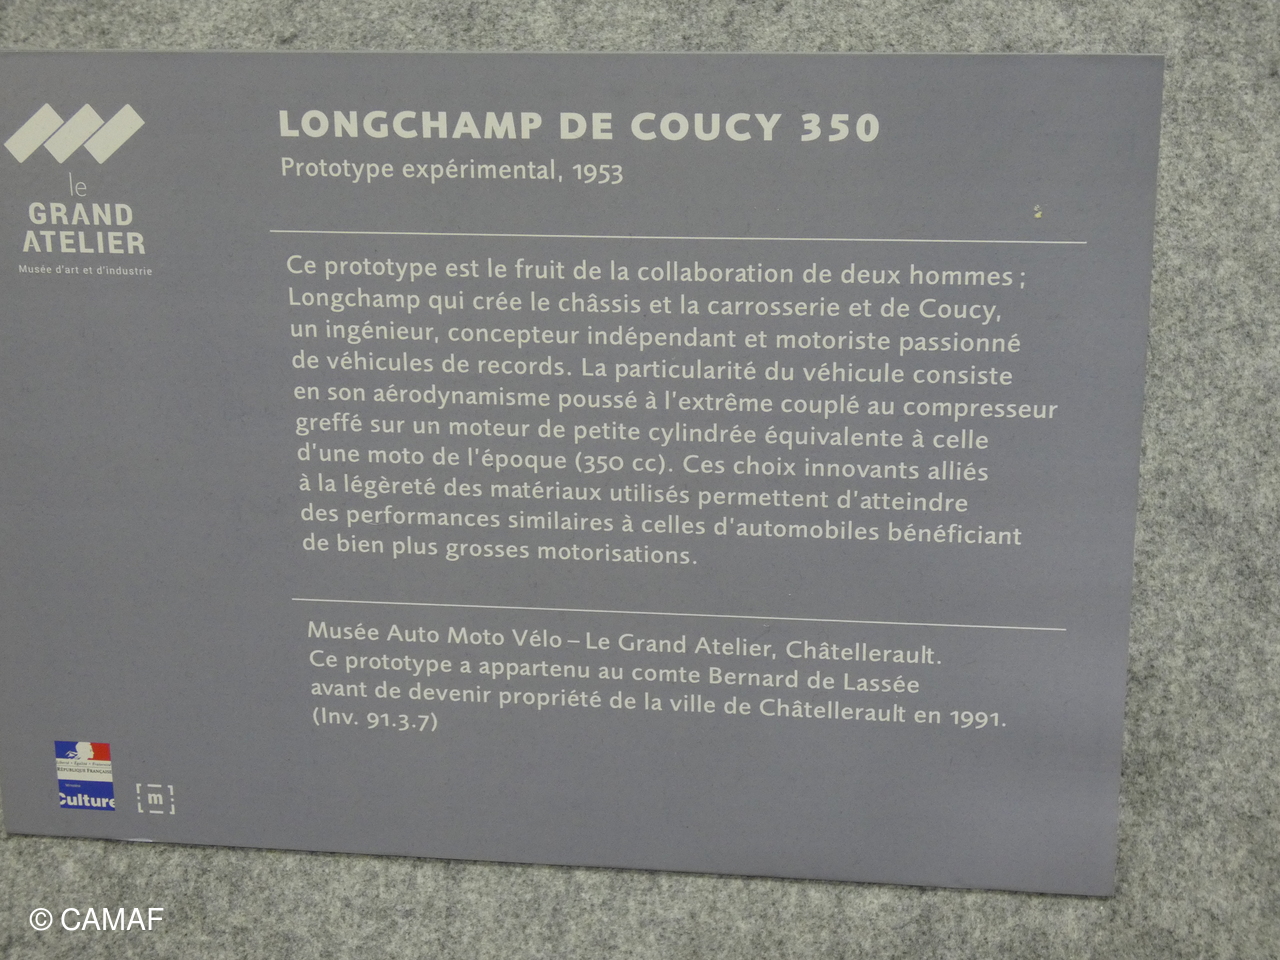 LONGCHAMP DE COUCY 350
Prototype expérimental, 1953
le
GRAND
ATELIER
Musée d'art et d'industrie
Ce prototype est le fruit de la collaboration de deux hommes ;
Longchamp qui crée le châssis et la carrosserie et de Coucy,
un ingénieur, concepteur indépendant et motoriste passionné
de véhicules de records. La particularité du véhicule consiste
en son aérodynamisme poussé à l'extrême couplé au compresseur
greffé sur un moteur de petite cylindrée équivalente à celle
d'une moto de l'époque (350 cc). Ces choix innovants alliés
à la légèreté des matériaux utilisés permettent d'atteindre
des performances similaires à celles d'automobiles bénéficiant
de bien plus grosses motorisations.
Musée Auto Moto Vélo – Le Grand Atelier, Châtellerault.
Ce prototype a appartenu au comte Bernard de Lassée
avant de devenir propriété de la ville de Châtellerault en 1991.
(Inv. 91.3.7)
RÉPUBLIQUE FRANÇAISE
Culture
[m]
© CAMAF